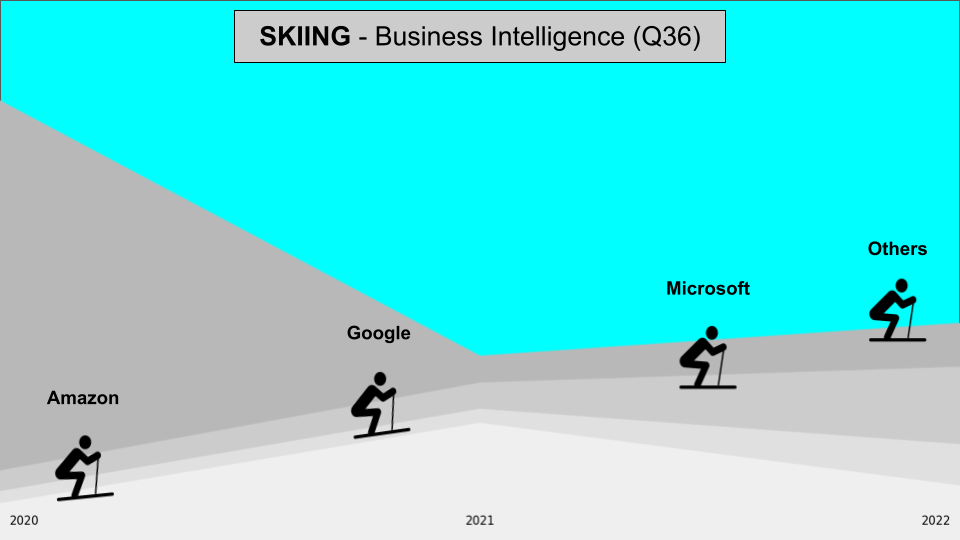 SKIING - Business Intelligence (Q36)
Others
Microsoft
Google
Amazon
2020
2021
2022